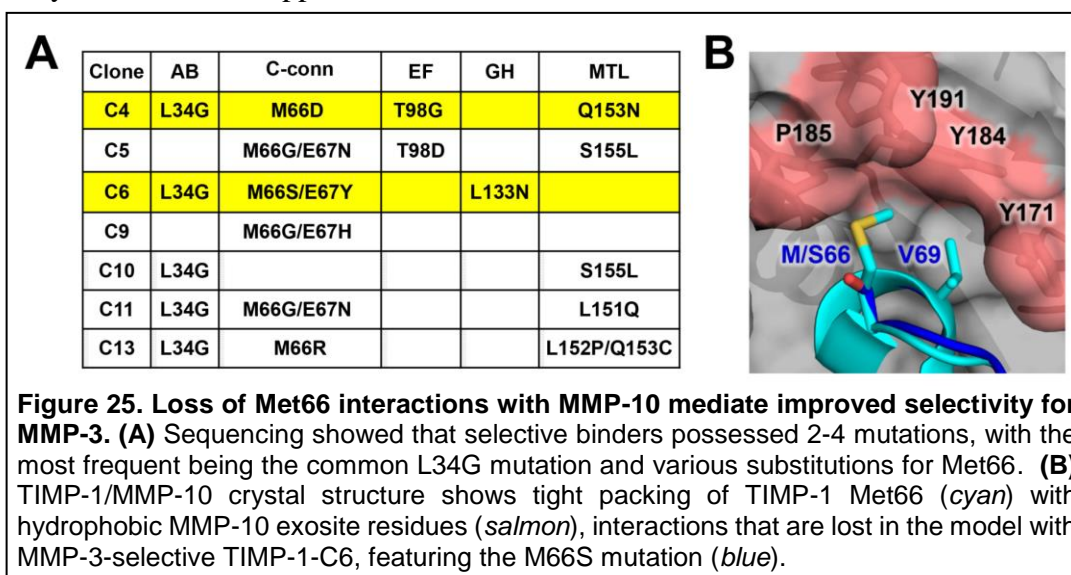 A
Clone AB C-conn EF GH MTL
C4 L34G M66D T98G Q153N
C5 M66G/E67N T98D S155L
C6 L34G M66S/E67Y L133N
C9 M66G/E67H
C10 L34G S155L
C11 L34G M66G/E67N L151Q
C13 L34G M66R L152P/Q153C
B
Y191
P185 Y184
Y171
M/S66 V69
Figure 25. Loss of Met66 interactions with MMP-10 mediate improved selectivity for
MMP-3. (A) Sequencing showed that selective binders possessed 2-4 mutations, with the
most frequent being the common L34G mutation and various substitutions for Met66. (B)
TIMP-1/MMP-10 crystal structure shows tight packing of TIMP-1 Met66 (cyan) with
hydrophobic MMP-10 exosite residues (salmon), interactions that are lost in the model with
MMP-3-selective TIMP-1-C6, featuring the M66S mutation (blue).